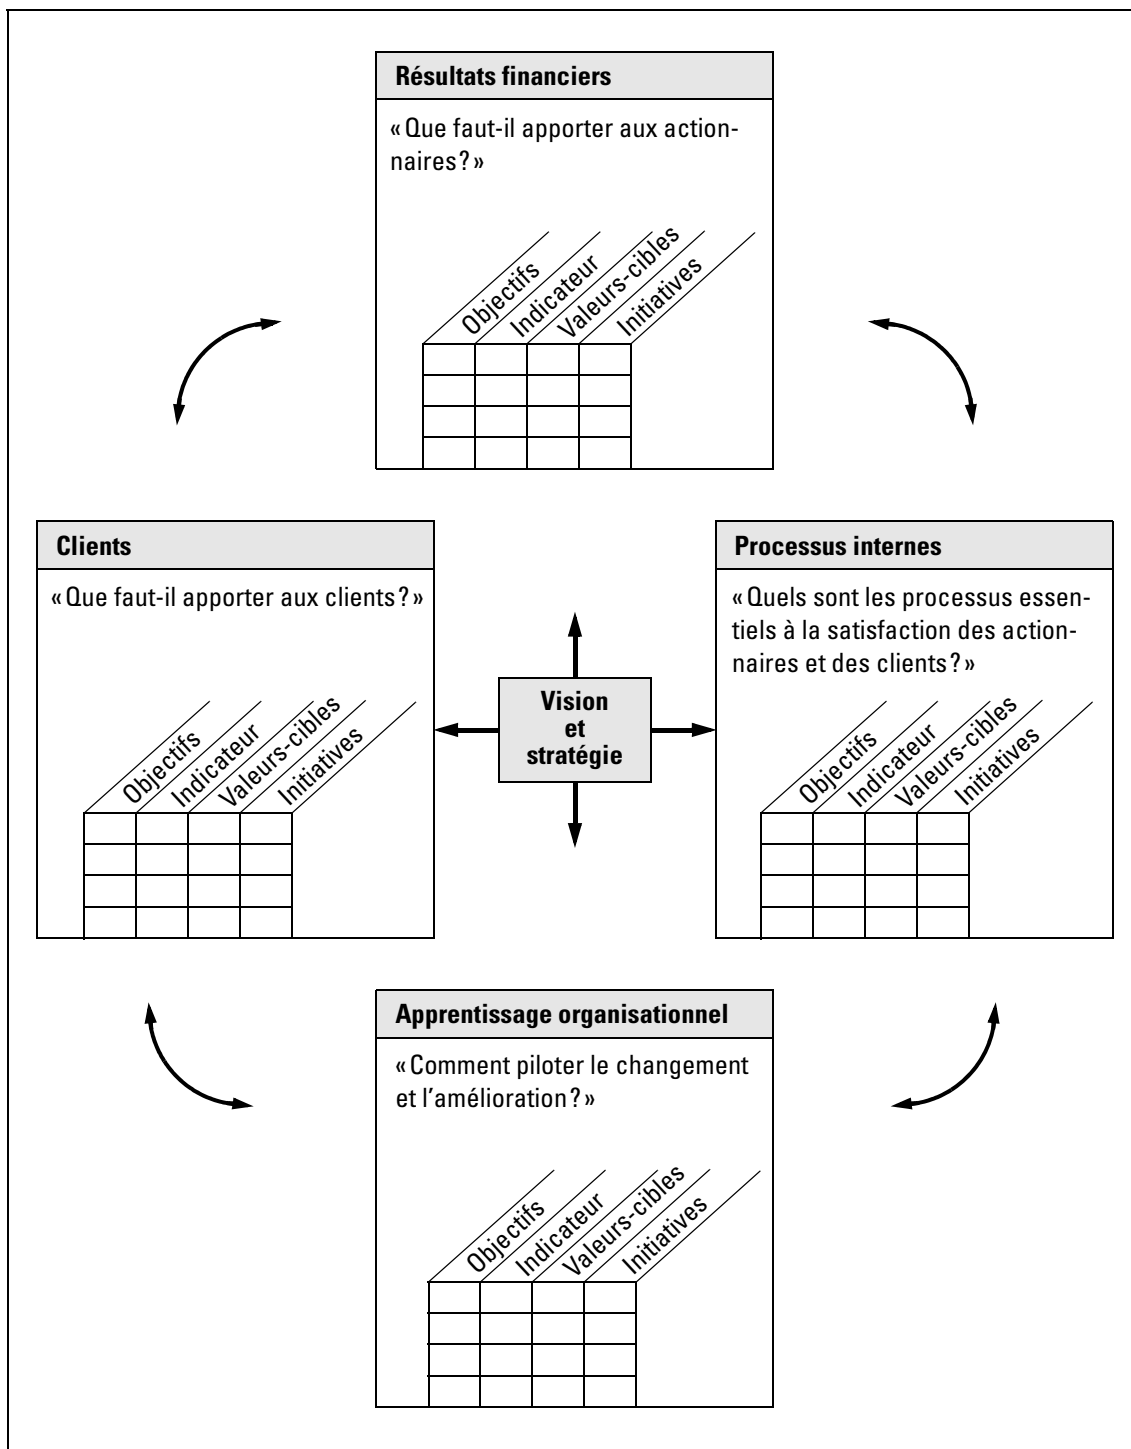 Résultats financiers
« Que faut-il apporter aux action-
naires ? »
Objectifs
Indicateur
Valeurs-cibles
Initiatives
Clients
« Que faut-il apporter aux clients ? »
Objectifs
Indicateur
Valeurs-cibles
Initiatives
Vision
et
stratégie
Processus internes
« Quels sont les processus essen-
tiels à la satisfaction des action-
naires et des clients ? »
Objectifs
Indicateur
Valeurs-cibles
Initiatives
Apprentissage organisationnel
« Comment piloter le changement
et l'amélioration ? »
Objectifs
Indicateur
Valeurs-cibles
Initiatives